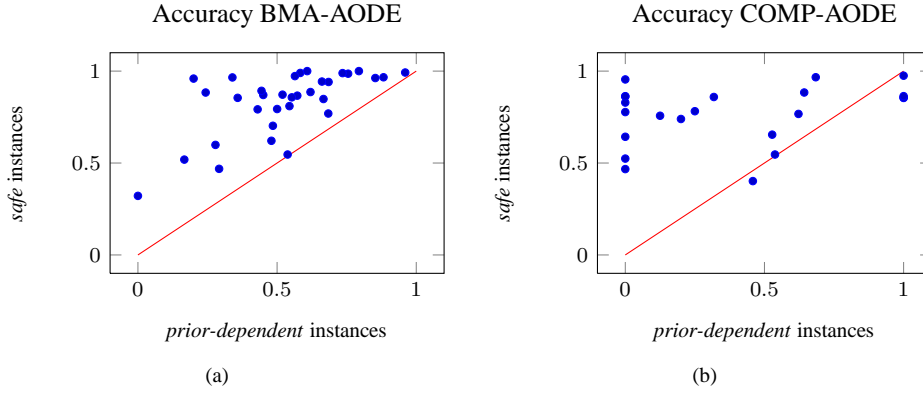 Accuracy BMA-AODE
1
0.5
0
0
0.5
1
safe instances
prior-dependent instances
(a)
Accuracy COMP-AODE
1
0.5
0
0
0.5
1
safe instances
prior-dependent instances
(b)